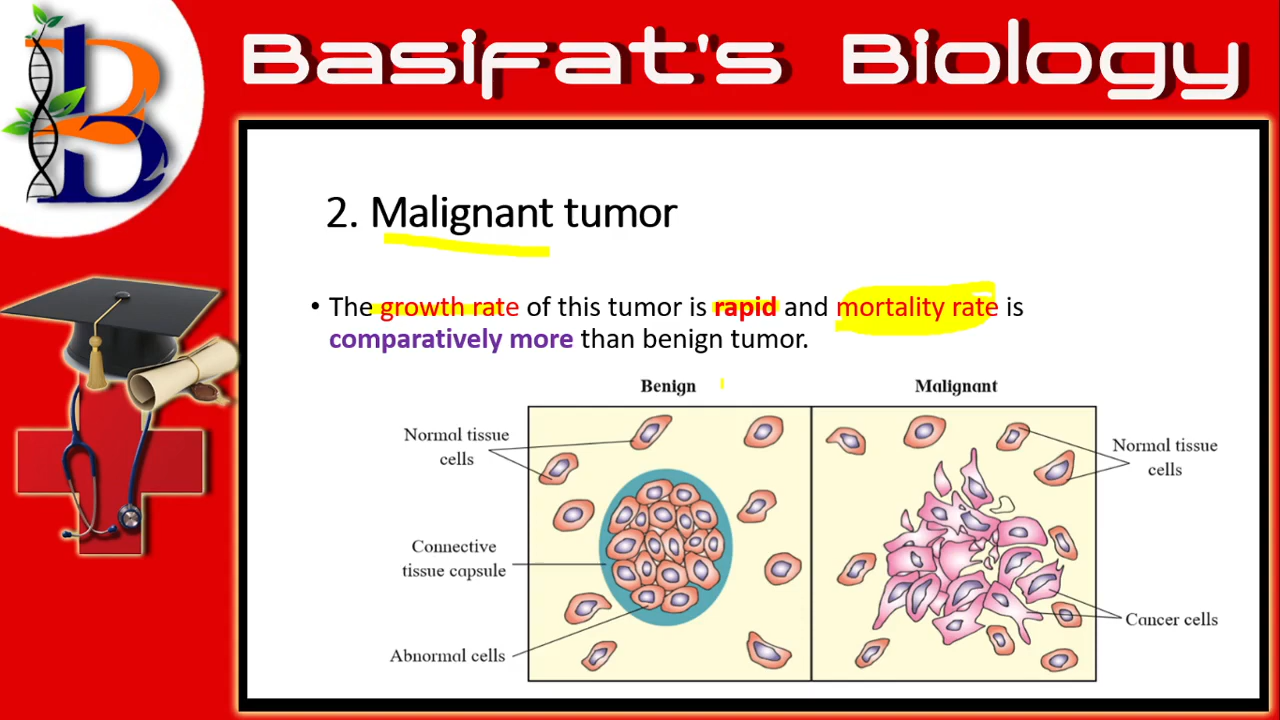 Basifat's Biology
2. Malignant tumor
• The growth rate of this tumor is rapid and mortality rate is
comparatively more than benign tumor.
Benign
Malignant
Normal tissue
cells
Connective
tissue capsule
Abnormal cells
Normal tissue
cells
Cancer cells